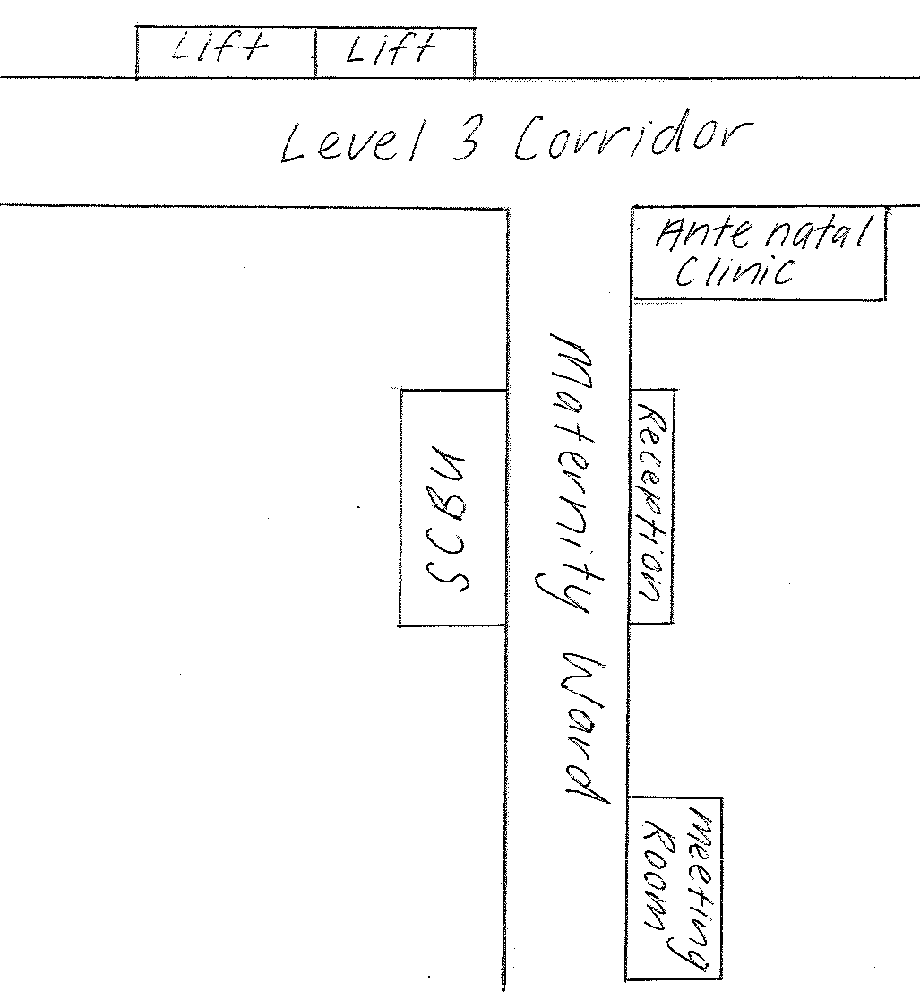 Lift
Lift
Level 3 Corridor
Ante natal
Clinic
Maternity Ward
Reception
SCBU
Meeting
Room